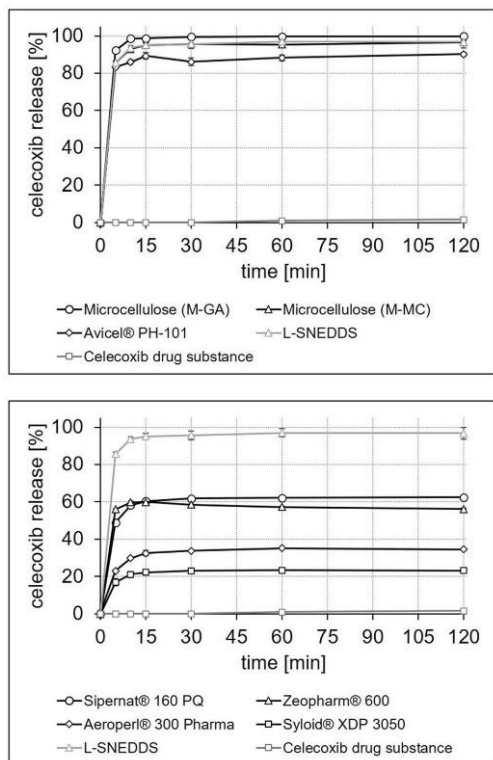 celecoxib release [%]
100
80
60
40
20
0
0 15 30 45 60 75 90 105 120
time [min]
Microcellulose (M-GA) Microcellulose (M-MC)
Avicel® PH-101 L-SNEDDS
Celecoxib drug substance
celecoxib release [%]
100
80
60
40
20
0
0 15 30 45 60 75 90 105 120
time [min]
Sipernat® 160 PQ Zeopharm® 600
Aeroperl® 300 Pharma Syloid® XDP 3050
L-SNEDDS Celecoxib drug substance